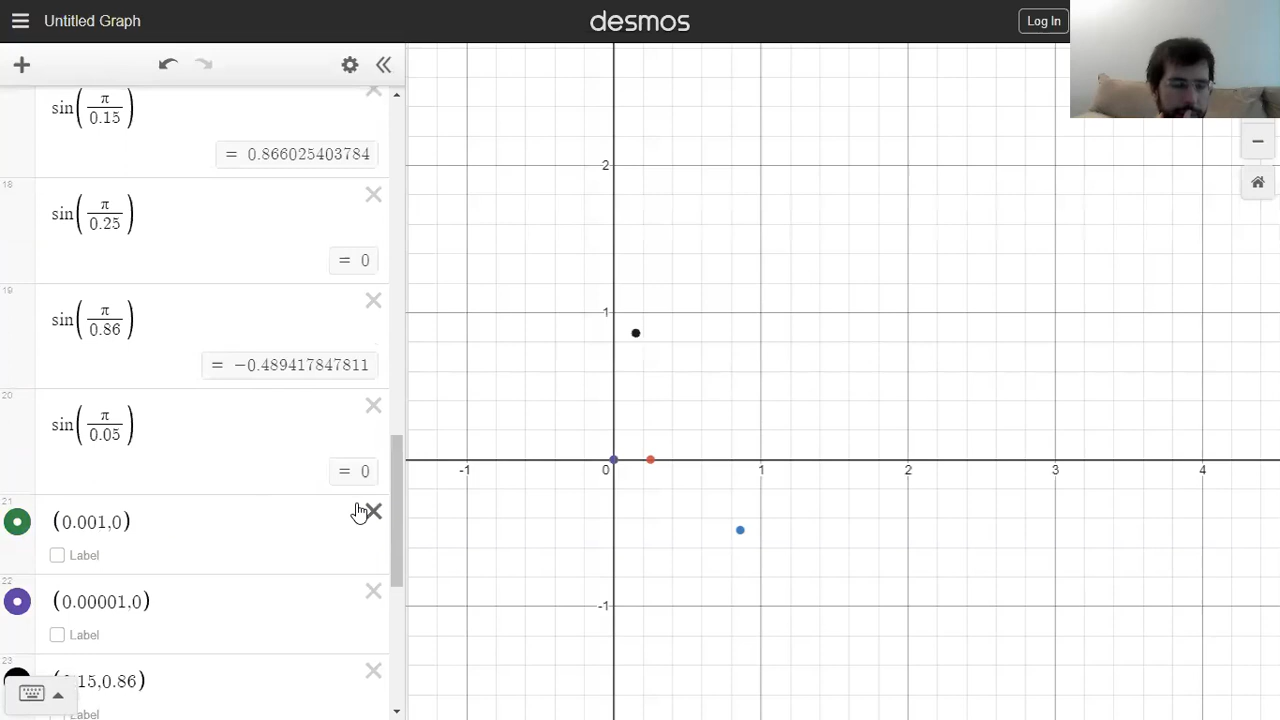 Untitled Graph
desmos
Log In
sin(π/0.15)
= 0.866025403784
18
sin(π/0.25)
= 0
19
sin(π/0.86)
= −0.489417847811
20
sin(π/0.05)
= 0
21
(0.001,0)
Label
22
(0.00001,0)
Label
23
15,0.86)
2
1
-1
0
1
2
3
4
-1